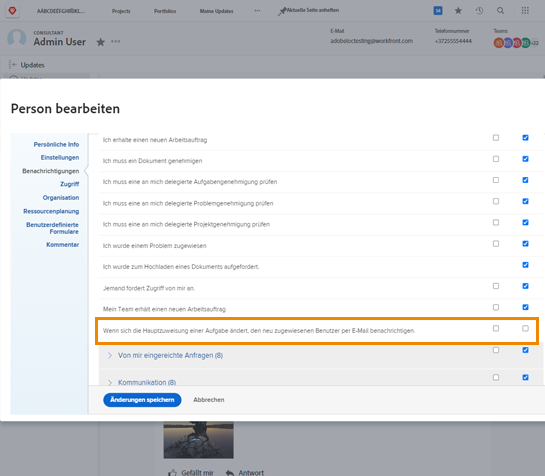 AÄBCDEÉFGHIÍJKL...
Projects
Portfolios
Meine Updates
Aktuelle Seite anheften
CONSULTANT
Admin User
E-Mail
adobeloctesting@workfront.com
Telefonnummer
+37255554444
Teams
+22
Updates
Person bearbeiten
Persönliche Info
Einstellungen
Benachrichtigungen
Zugriff
Organisation
Ressourcenplanung
Benutzerdefinierte
Formulare
Kommentar
Ich erhalte einen neuen Arbeitsauftrag
Ich muss ein Dokument genehmigen
Ich muss eine an mich delegierte Aufgabengenehmigung prüfen
Ich muss eine an mich delegierte Problemgenehmigung prüfen
Ich muss eine an mich delegierte Projektgenehmigung prüfen
Ich wurde einem Problem zugewiesen
Ich wurde zum Hochladen eines Dokuments aufgefordert.
Jemand fordert Zugriff von mir an.
Mein Team erhält einen neuen Arbeitsauftrag
Wenn sich die Hauptzuweisung einer Aufgabe ändert, den neu zugewiesenen Benutzer per E-Mail benachrichtigen.
Von mir eingereichte Anfragen (8)
Kommunikation (8)
Änderungen speichern
Abbrechen
Gefällt mir
Antwort